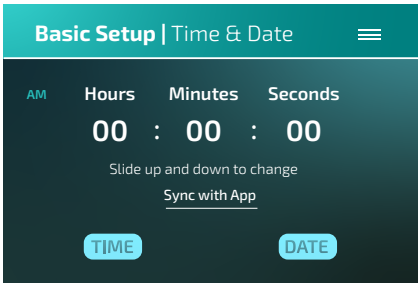 Basic Setup | Time & Date
AM Hours Minutes Seconds
00 : 00 : 00
Slide up and down to change
Sync with App
TIME DATE